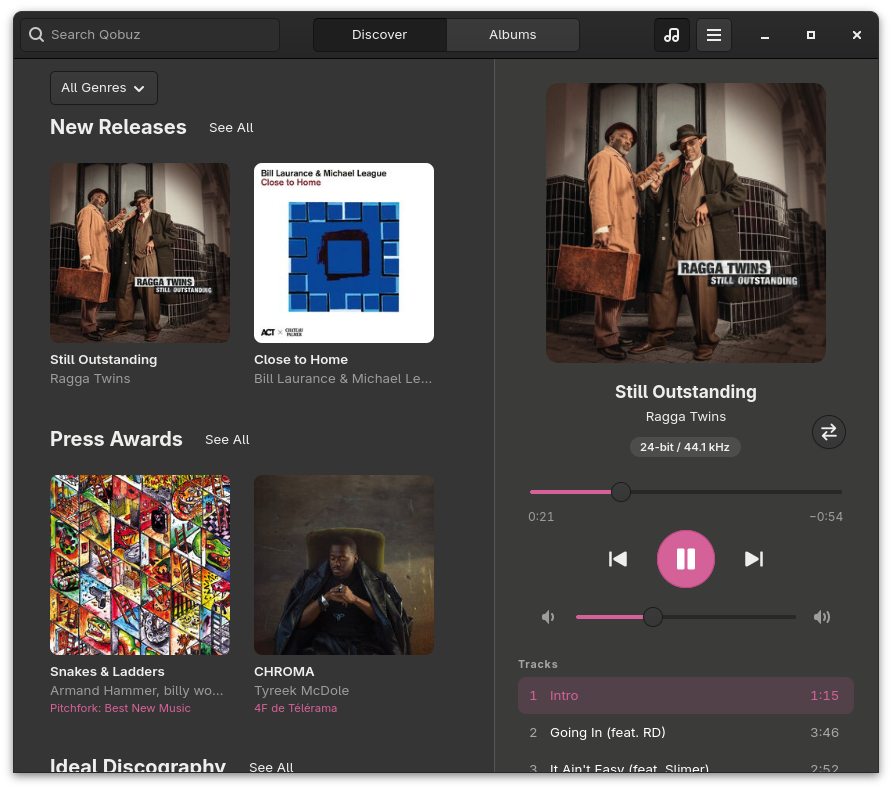 Search Qobuz
Discover
Albums
All Genres
New Releases
See All
RAGGA TWINS
STILL OUTSTANDING
Bill Laurance & Michael League
Close to Home
ACT
Still Outstanding
Ragga Twins
Close to Home
Bill Laurance & Michael Le...
Press Awards
See All
Snakes & Ladders
Armand Hammer, billy wo...
Pitchfork: Best New Music
CHROMA
Tyreek McDole
4F de Télérama
Ideal Discography
See All
RAGGA TWINS
STILL OUTSTANDING
Still Outstanding
Ragga Twins
24-bit / 44.1 kHz
0:21
−0:54
Tracks
1 Intro 1:15
2 Going In (feat. RD) 3:46
3 It Ain't Easy (feat. Slimer) 2:52